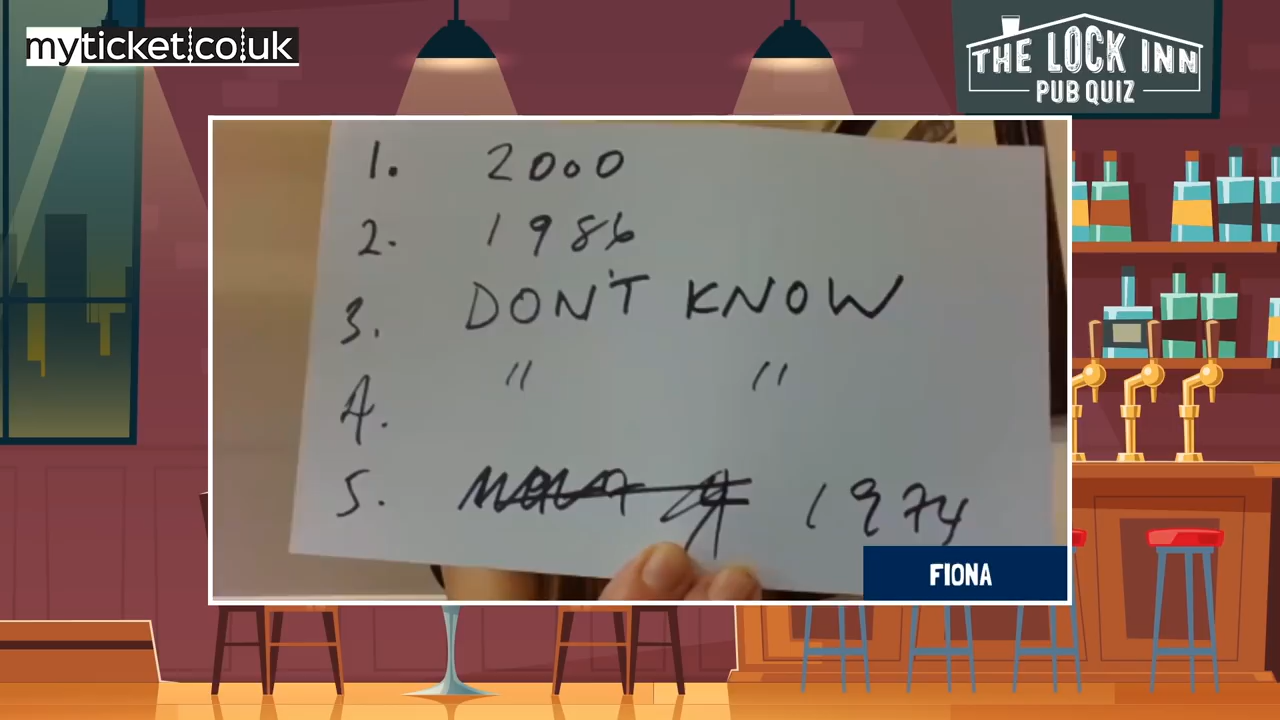 myticket.co.uk
THE LOCK INN
PUB QUIZ
1. 2000
2. 1986
3. DON'T KNOW
4. " "
5. 1974
FIONA